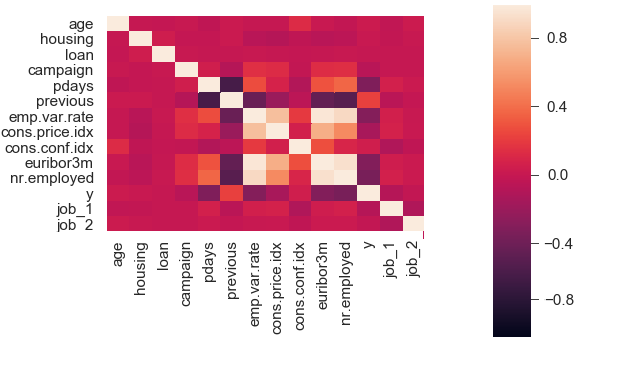 age
housing
loan
campaign
pdays
previous
emp.var.rate
cons.price.idx
cons.conf.idx
euribor3m
nr.employed
y
job_1
job_2
age
housing
loan
campaign
pdays
previous
emp.var.rate
cons.price.idx
cons.conf.idx
euribor3m
nr.employed
y
job_1
job_2_
0.8
0.4
0.0
−0.4
−0.8